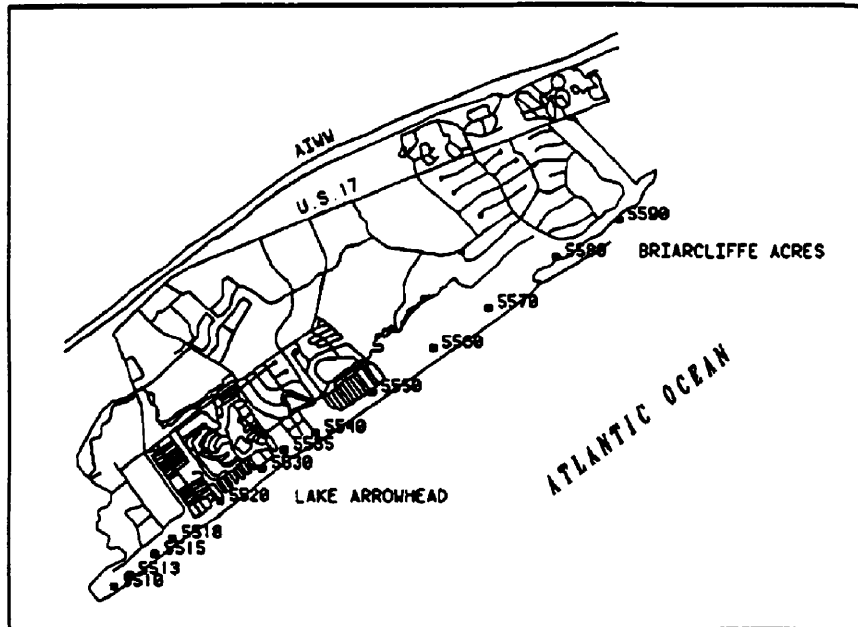 AIWW
U.S.17
5590
5580
BRIARCLIFFE ACRES
5570
5560
5550
ATLANTIC OCEAN
5540
5535
5530
5520
LAKE ARROWHEAD
5518
5515
5513
5510